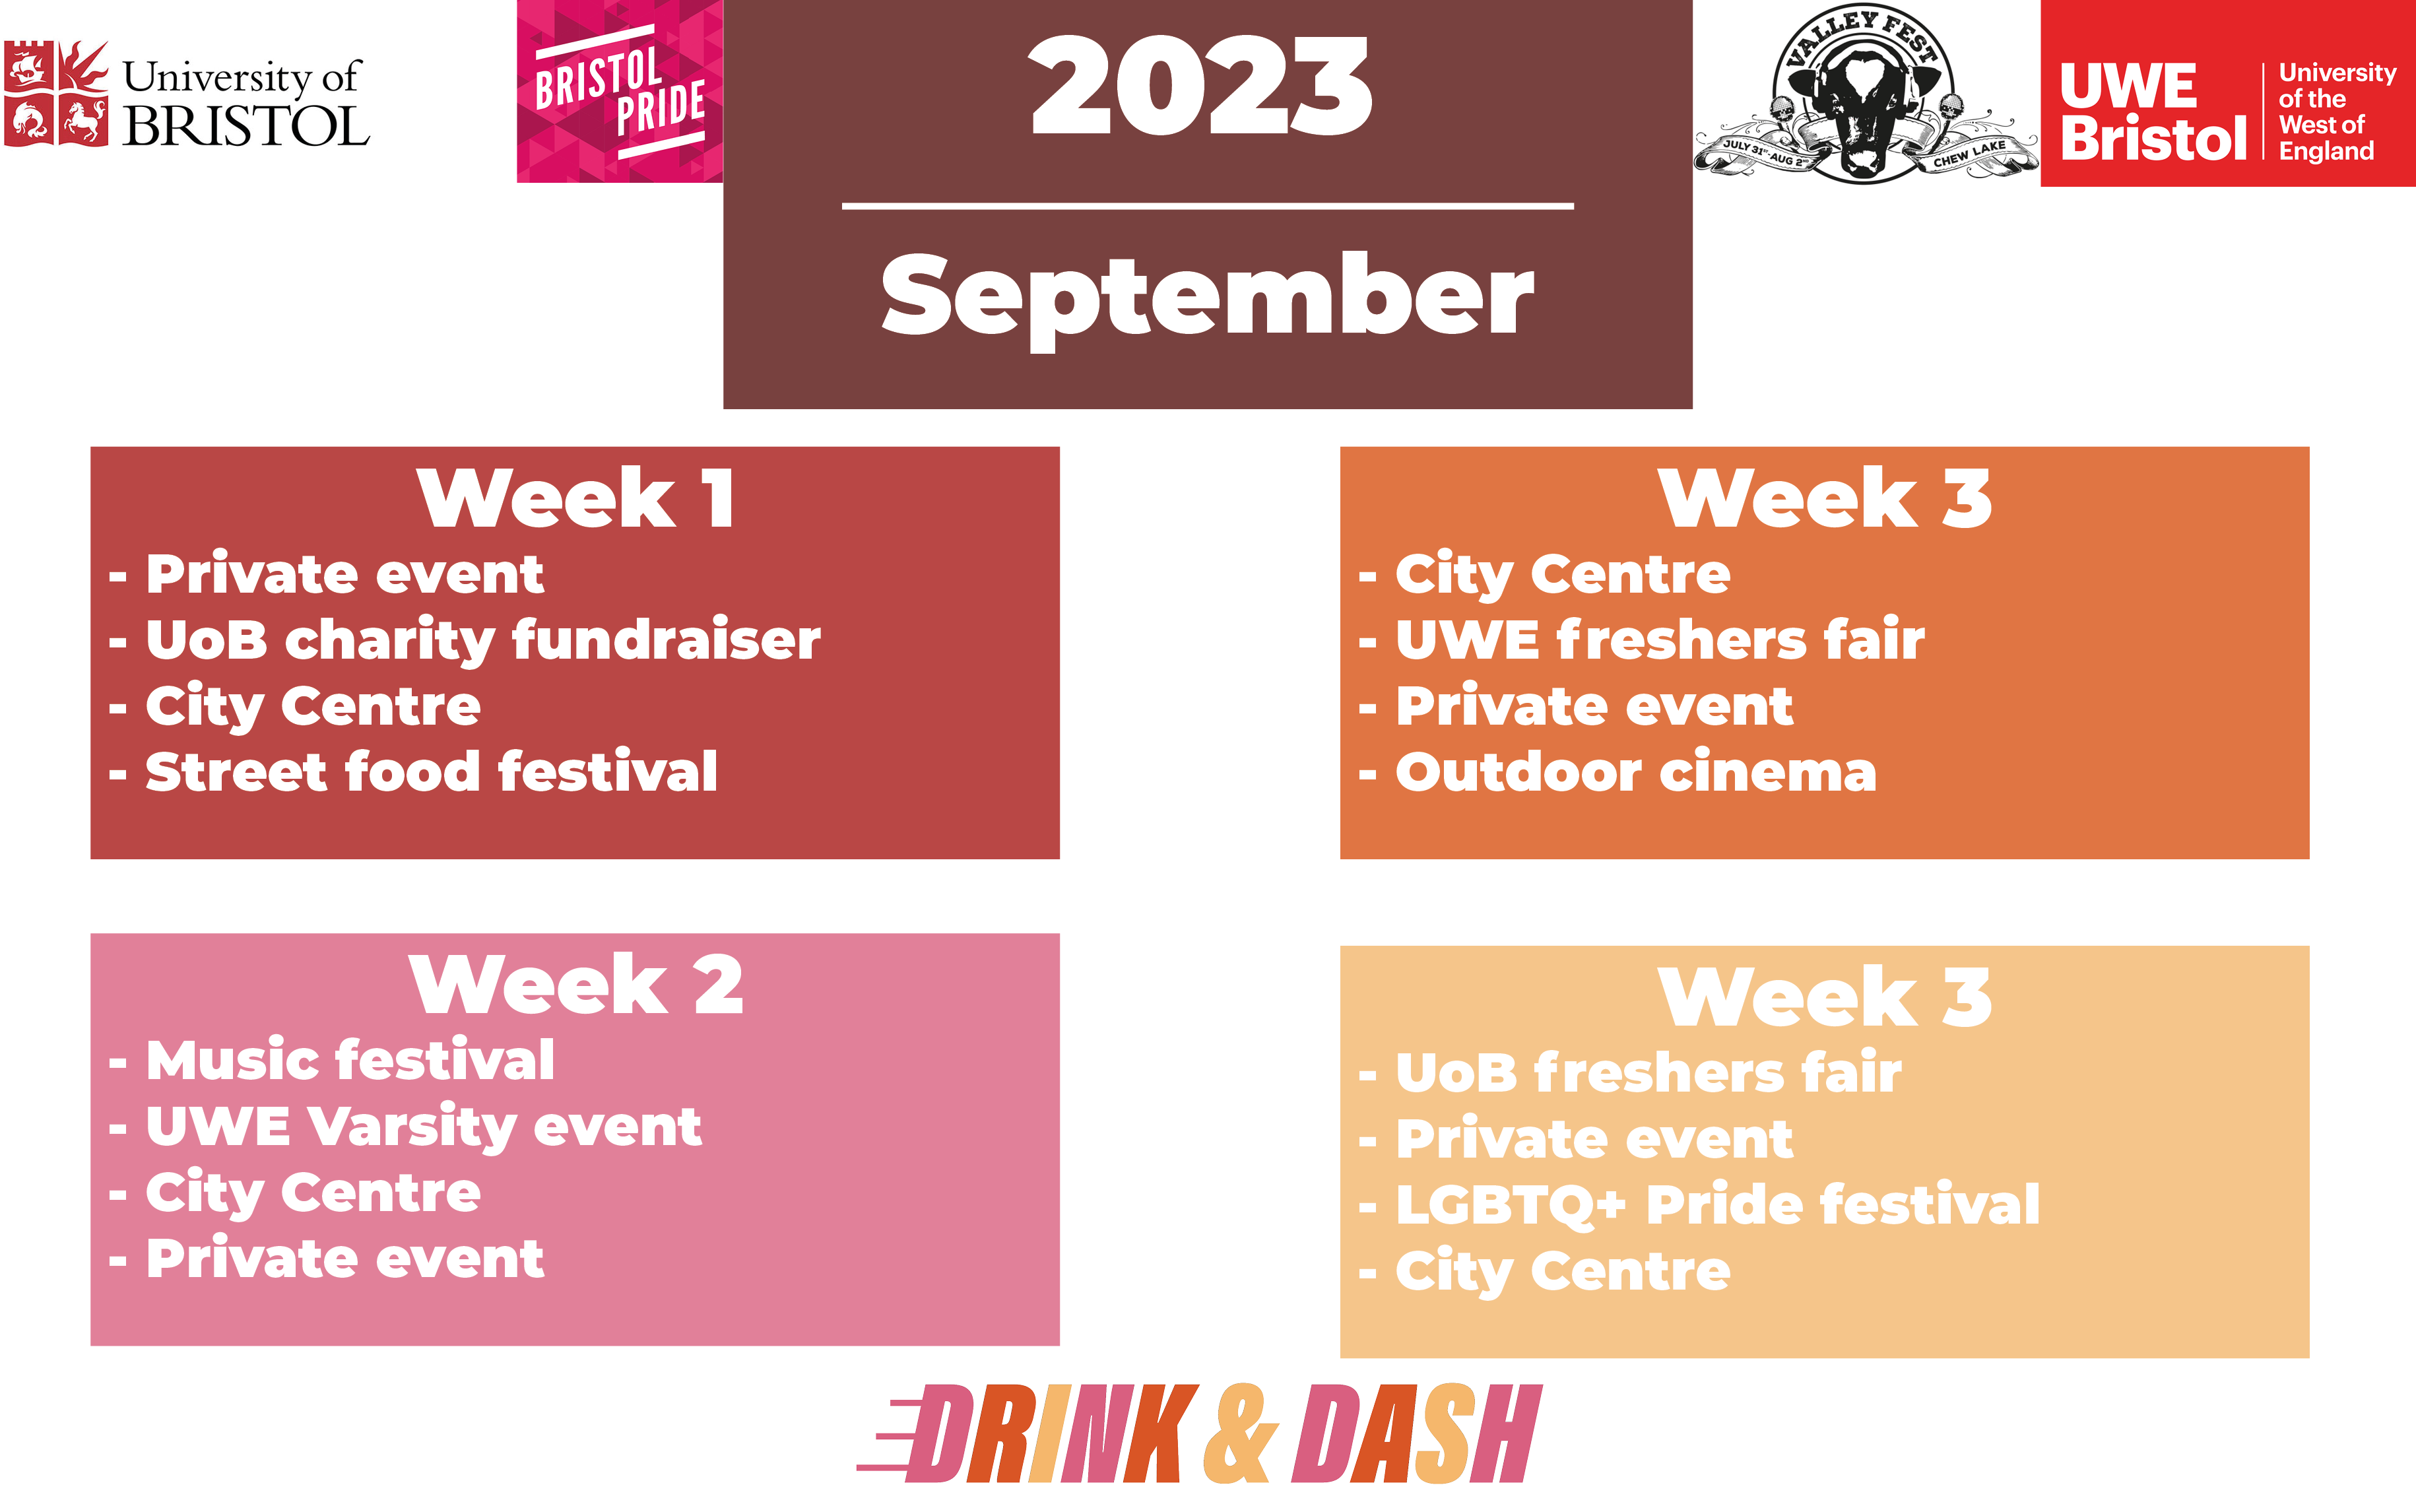 University of
BRISTOL
BRISTOL
PRIDE
2023
September
VALLEY FEST
JULY 31ST-AUG 2ND
CHEW LAKE
UWE
Bristol
University
of the
West of
England
Week 1
- Private event
- UoB charity fundraiser
- City Centre
- Street food festival
Week 2
- Music festival
- UWE Varsity event
- City Centre
- Private event
Week 3
- City Centre
- UWE freshers fair
- Private event
- Outdoor cinema
Week 3
- UoB freshers fair
- Private event
- LGBTQ+ Pride festival
- City Centre
DRINK & DASH